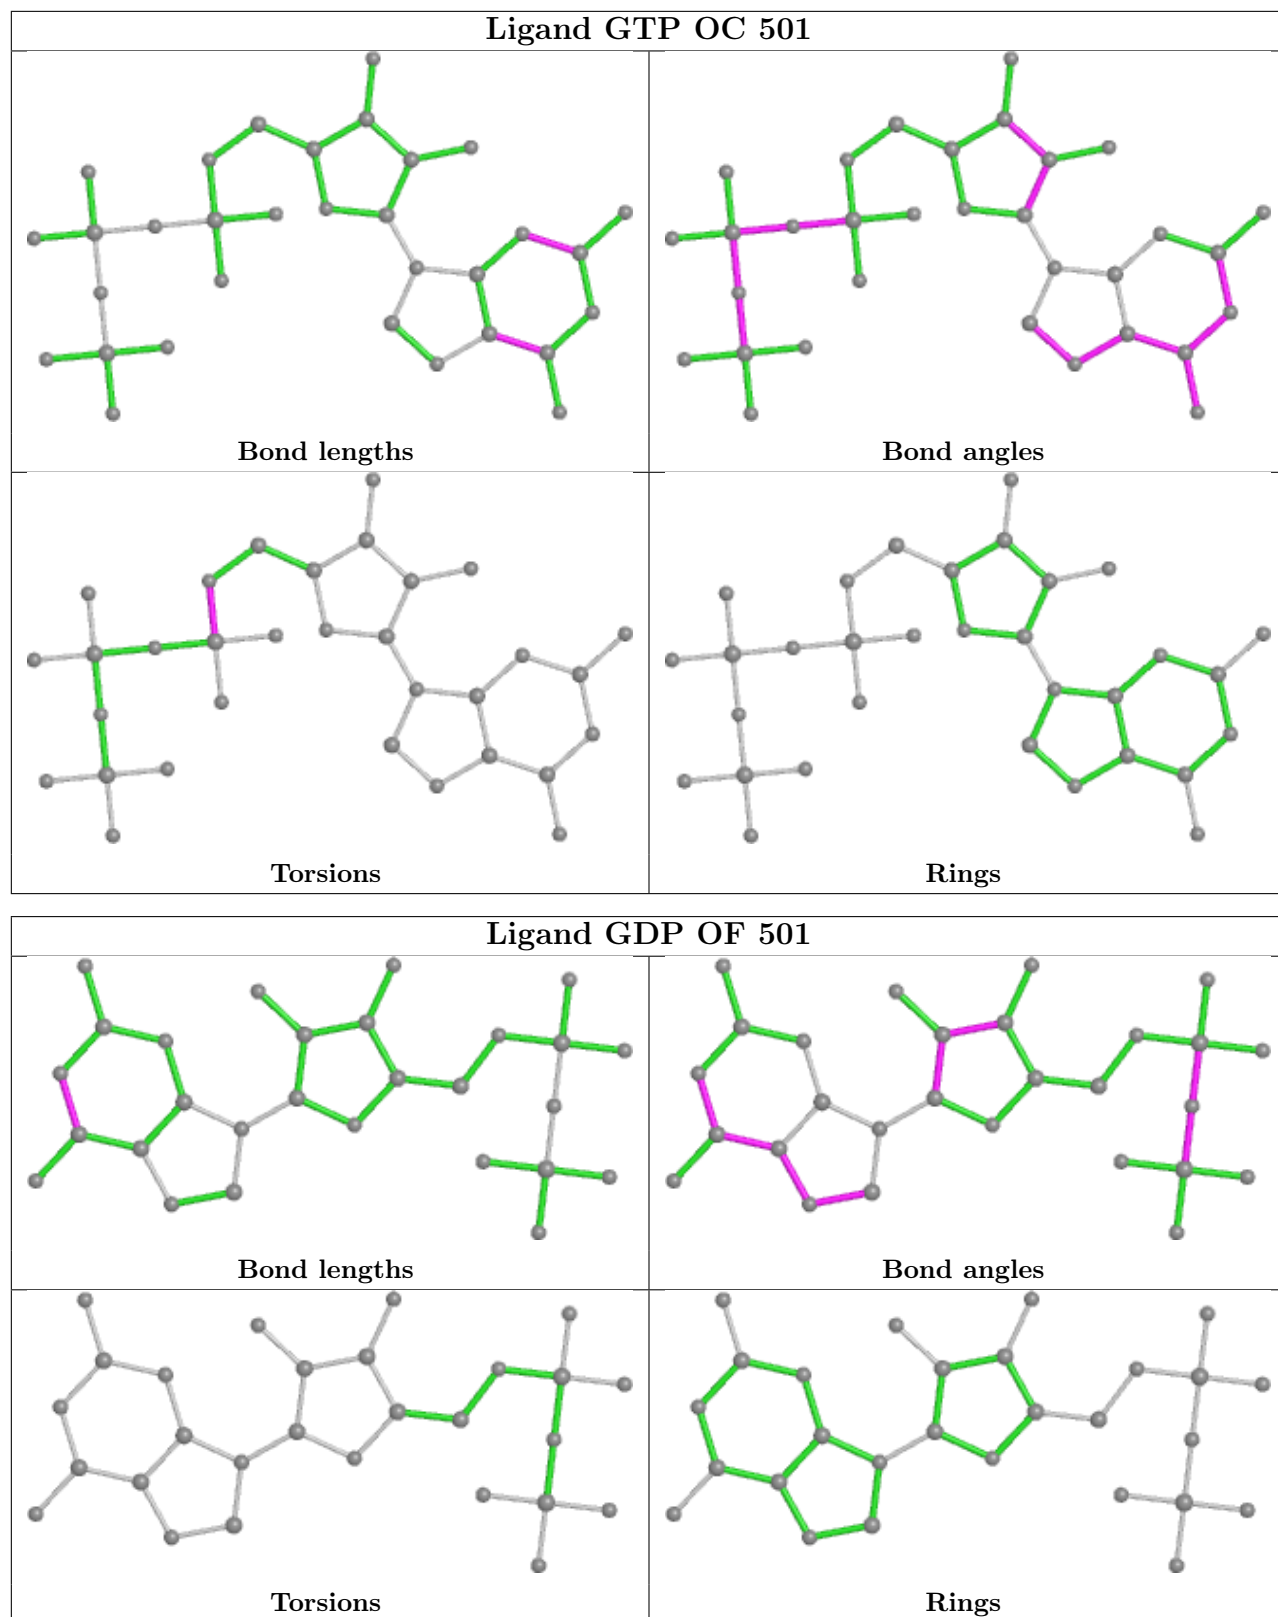 Ligand GTP OC 501
Bond lengths
Bond angles
Torsions
Rings
Ligand GDP OF 501
Bond lengths
Bond angles
Torsions
Rings